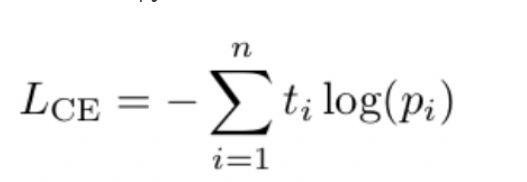 L_CE = − ∑_{i=1}^{n} t_i log(p_i)